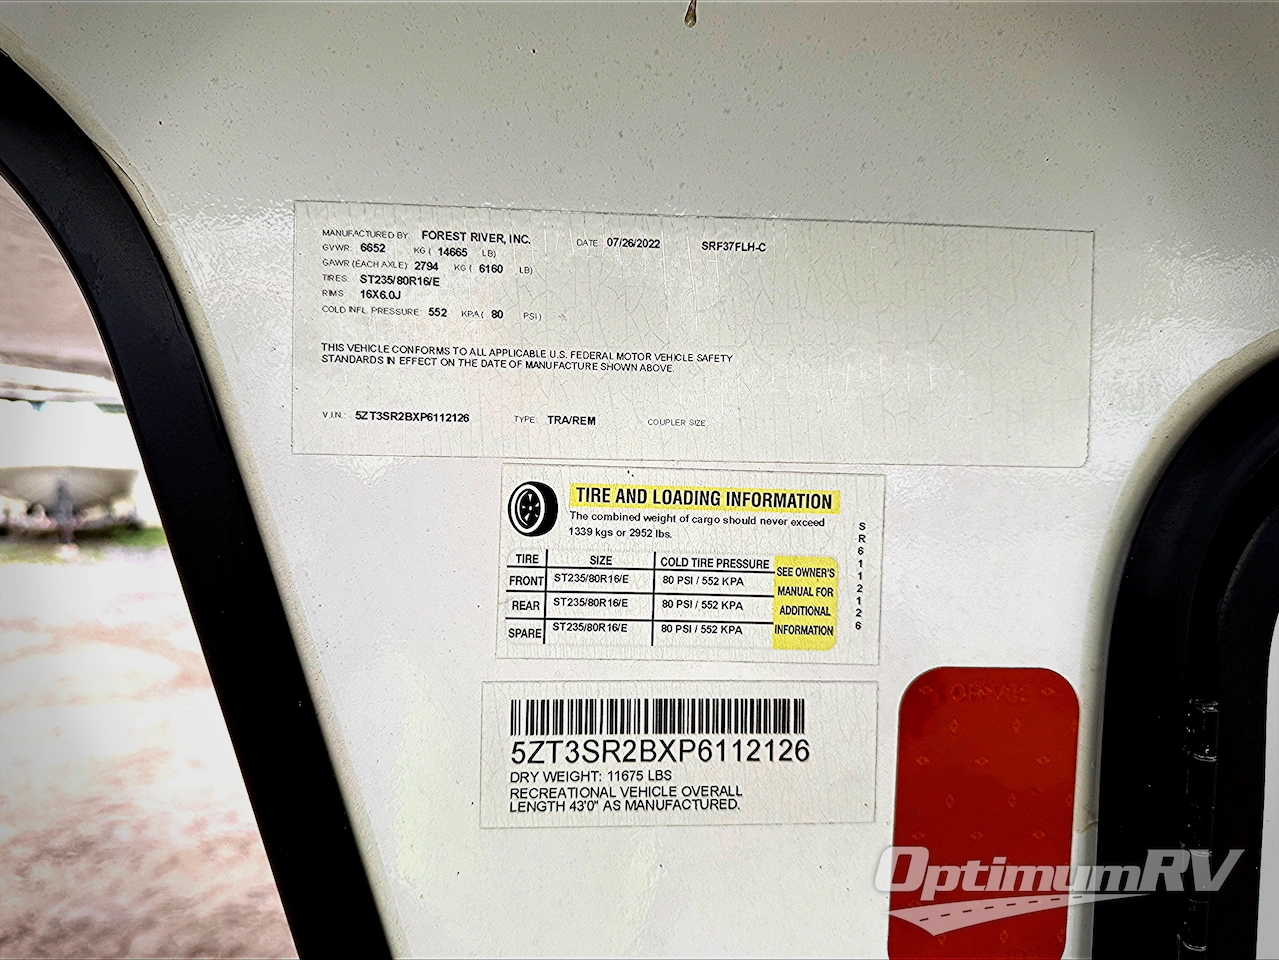 MANUFACTURED BY: FOREST RIVER, INC. DATE: 07/26/2022 SRF37FLH-C
GVWR: 6652 KG ( 14665 LB)
GAWR (EACH AXLE) 2794 KG ( 6160 LB)
TIRES: ST235/80R16/E
RIMS: 16X6.0J
COLD INFL. PRESSURE: 552 KPA ( 80 PSI)
THIS VEHICLE CONFORMS TO ALL APPLICABLE U.S. FEDERAL MOTOR VEHICLE SAFETY
STANDARDS IN EFFECT ON THE DATE OF MANUFACTURE SHOWN ABOVE.
V.I.N.: 5ZT3SR2BXP6112126 TYPE: TRA/REM COUPLER SIZE
TIRE AND LOADING INFORMATION
The combined weight of cargo should never exceed
1339 kgs or 2952 lbs.
TIRE SIZE COLD TIRE PRESSURE
FRONT ST235/80R16/E 80 PSI / 552 KPA
REAR ST235/80R16/E 80 PSI / 552 KPA
SPARE ST235/80R16/E 80 PSI / 552 KPA
SEE OWNER'S
MANUAL FOR
ADDITIONAL
INFORMATION
SR6112126
5ZT3SR2BXP6112126
DRY WEIGHT: 11675 LBS
RECREATIONAL VEHICLE OVERALL
LENGTH 43'0" AS MANUFACTURED.
OptimumRV